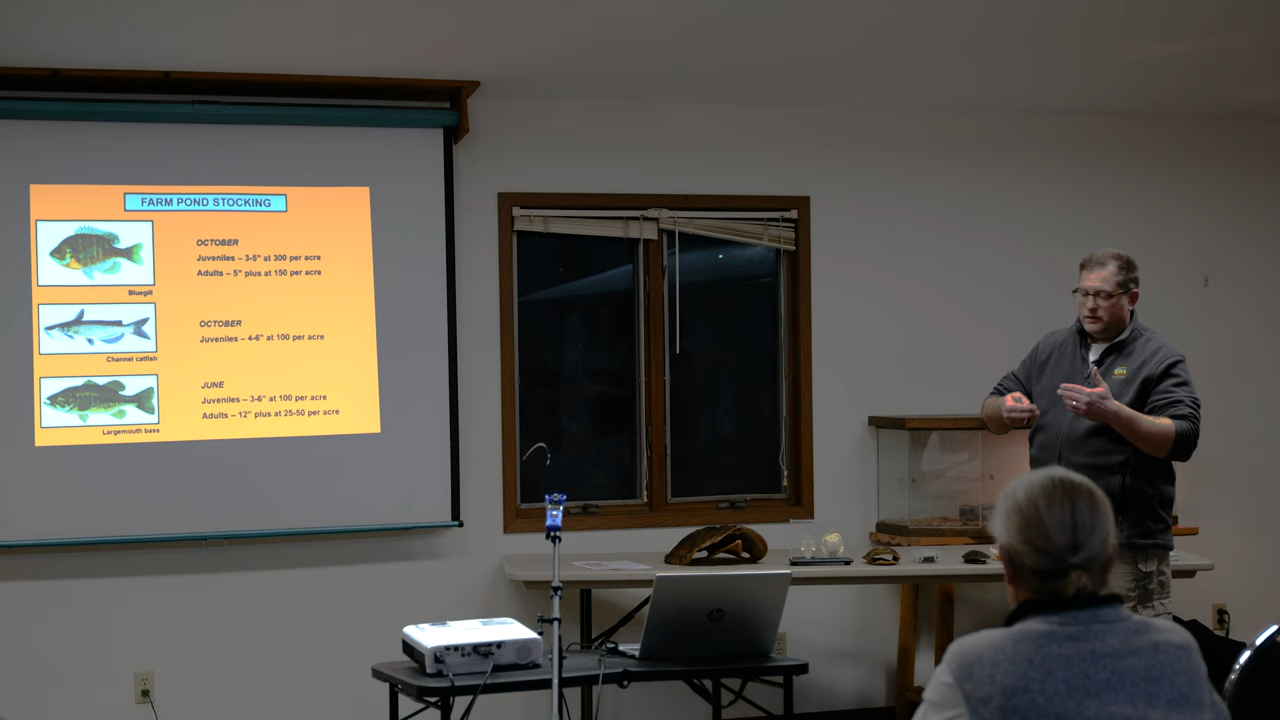 FARM POND STOCKING
OCTOBER
Juveniles – 3-5" at 300 per acre
Adults – 5" plus at 150 per acre
Bluegill
OCTOBER
Juveniles – 4-6" at 100 per acre
Channel catfish
JUNE
Juveniles – 3-6" at 100 per acre
Adults – 12" plus at 25-50 per acre
Largemouth bass
hp